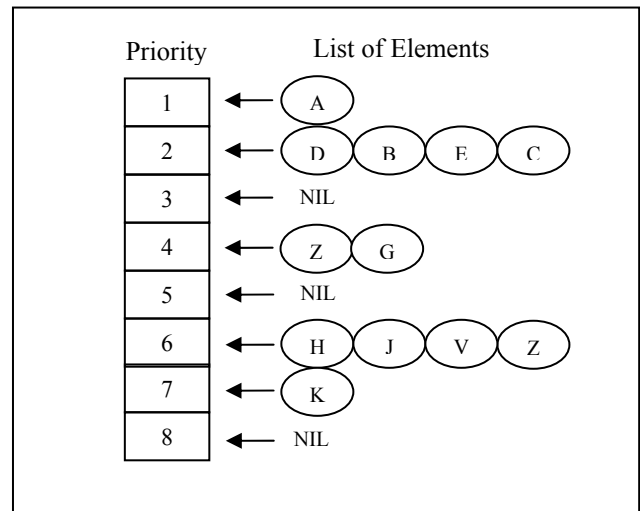 Priority List of Elements
1 A
2 D B E C
3 NIL
4 Z G
5 NIL
6 H J V Z
7 K
8 NIL